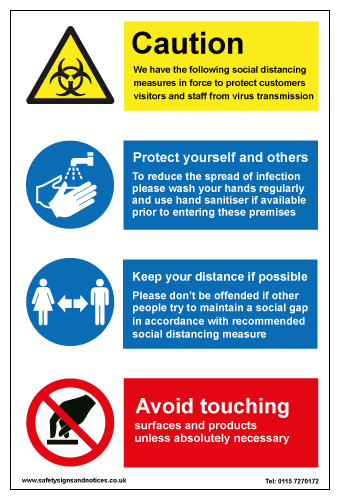 Caution
We have the following social distancing
measures in force to protect customers
visitors and staff from virus transmission
Protect yourself and others
To reduce the spread of infection
please wash your hands regularly
and use hand sanitiser if available
prior to entering these premises
Keep your distance if possible
Please don't be offended if other
people try to maintain a social gap
in accordance with recommended
social distancing measure
Avoid touching
surfaces and products
unless absolutely necessary
www.safetysignsandnotices.co.uk
Tel: 0115 7270172